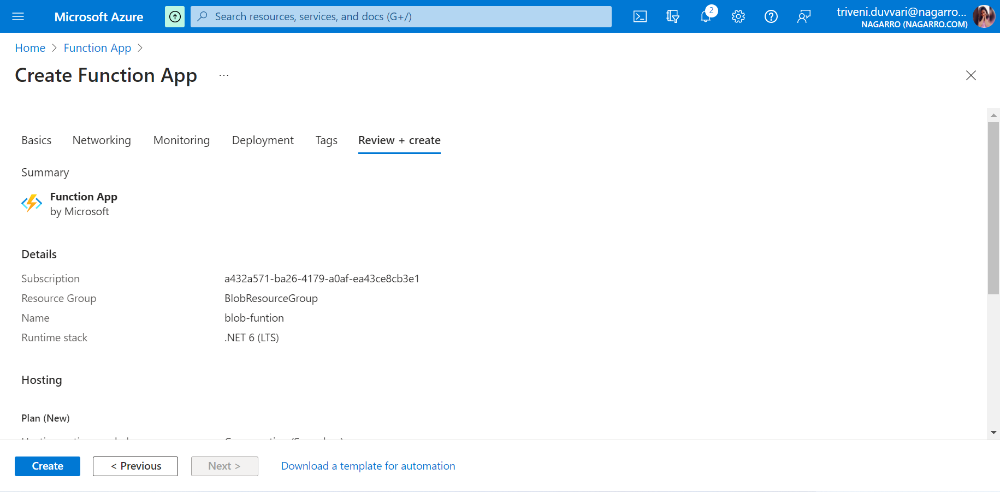 Microsoft Azure
Search resources, services, and docs (G+/)
2
triveni.duvvari@nagarro...
NAGARRO (NAGARRO.COM)
Home > Function App >
Create Function App ...
Basics Networking Monitoring Deployment Tags Review + create
Summary
Function App
by Microsoft
Details
Subscription a432a571-ba26-4179-a0af-ea43ce8cb3e1
Resource Group BlobResourceGroup
Name blob-funtion
Runtime stack .NET 6 (LTS)
Hosting
Plan (New)
Create < Previous Next > Download a template for automation